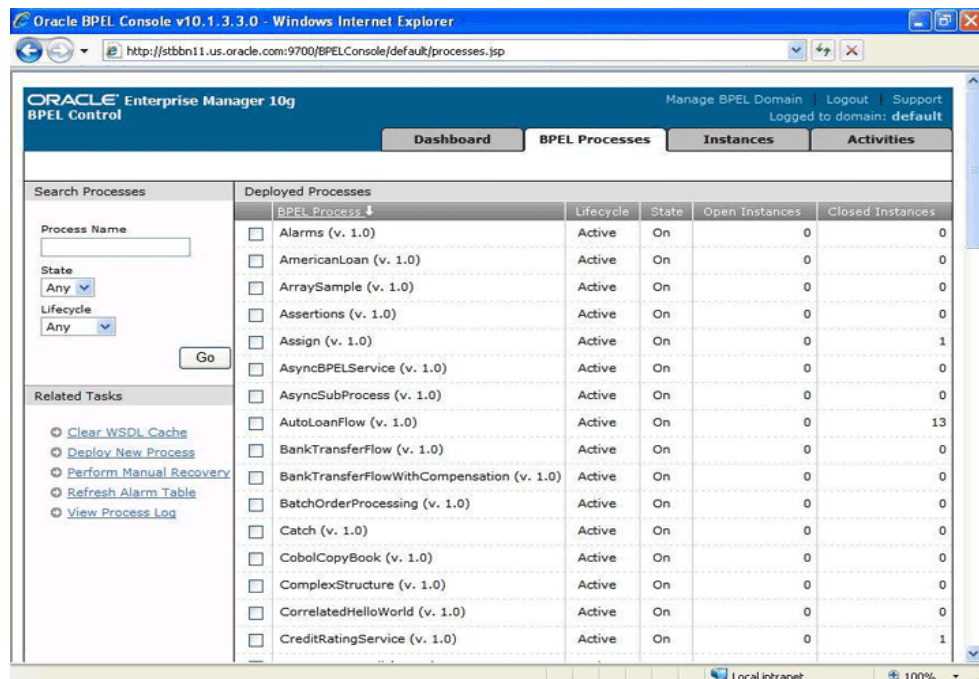 Oracle BPEL Console v10.1.3.3.0 - Windows Internet Explorer
http://stbbn11.us.oracle.com:9700/BPELConsole/default/processes.jsp
ORACLE Enterprise Manager 10g
BPEL Control
Manage BPEL Domain | Logout | Support
Logged to domain: default
Dashboard BPEL Processes Instances Activities
Search Processes
Process Name
State
Any
Lifecycle
Any
Go
Related Tasks
Clear WSDL Cache
Deploy New Process
Perform Manual Recovery
Refresh Alarm Table
View Process Log
Deployed Processes
BPEL Process Lifecycle State Open Instances Closed Instances
Alarms (v. 1.0) Active On 0 0
AmericanLoan (v. 1.0) Active On 0 0
ArraySample (v. 1.0) Active On 0 0
Assertions (v. 1.0) Active On 0 0
Assign (v. 1.0) Active On 0 1
AsyncBPELService (v. 1.0) Active On 0 0
AsyncSubProcess (v. 1.0) Active On 0 0
AutoLoanFlow (v. 1.0) Active On 0 13
BankTransferFlow (v. 1.0) Active On 0 0
BankTransferFlowWithCompensation (v. 1.0) Active On 0 0
BatchOrderProcessing (v. 1.0) Active On 0 0
Catch (v. 1.0) Active On 0 0
CobolCopyBook (v. 1.0) Active On 0 0
ComplexStructure (v. 1.0) Active On 0 0
CorrelatedHelloWorld (v. 1.0) Active On 0 0
CreditRatingService (v. 1.0) Active On 0 1
Local intranet 100%